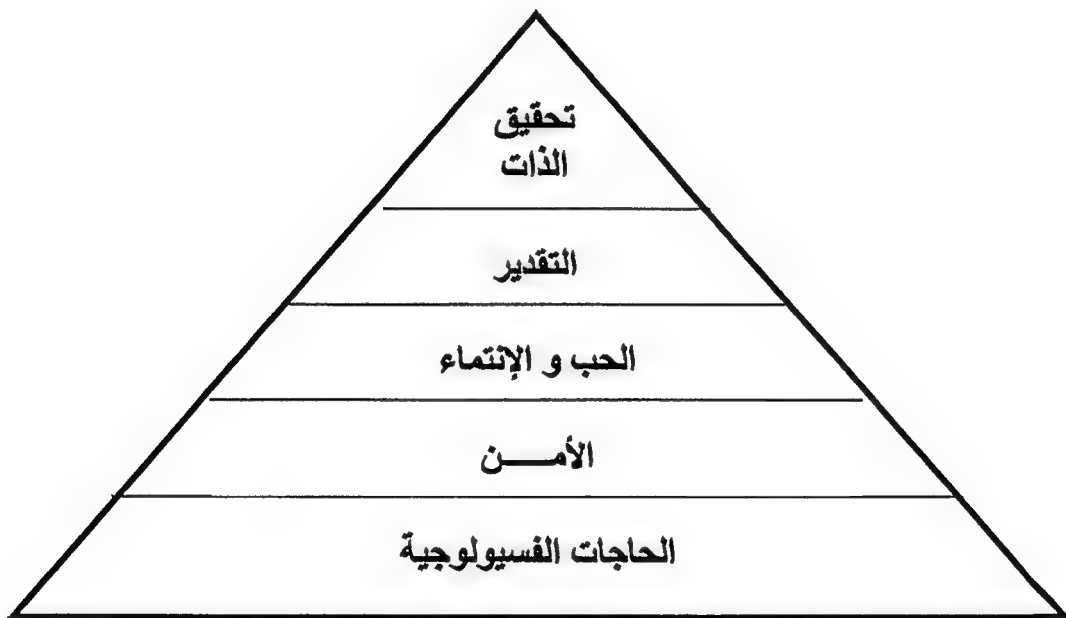 تحقيق
الذات
التقدير
الحب و الإنتماء
الأمـــن
الحاجات الفسيولوجية